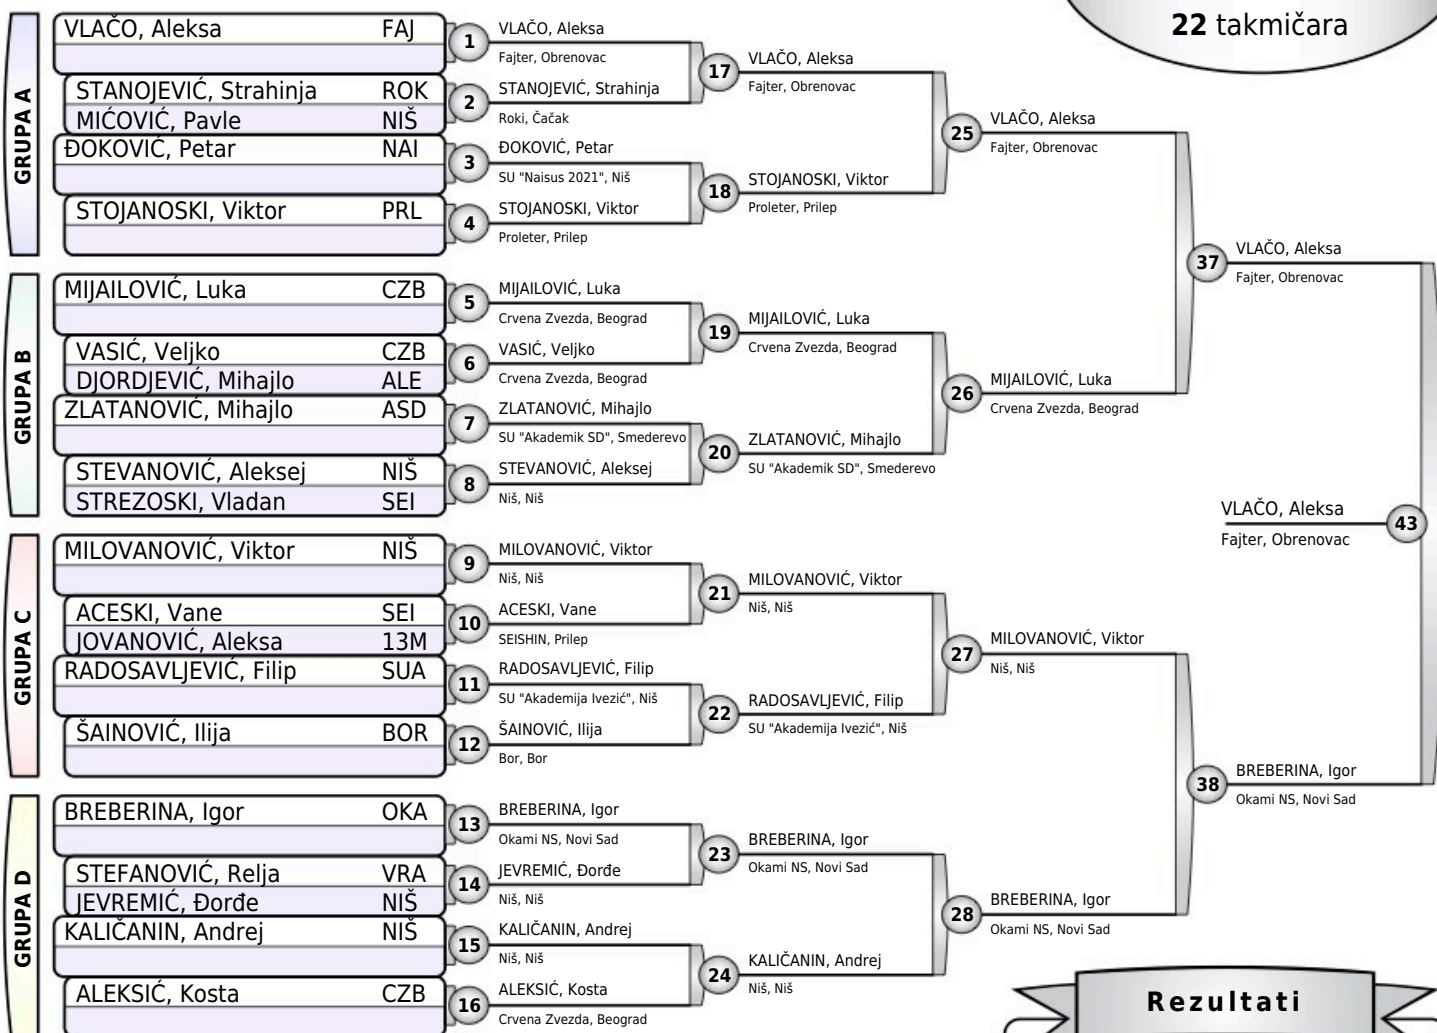 22 takmičara
GRUPA A
VLAČO, Aleksa FAJ
STANOJEVIĆ, Strahinja ROK
MIĆOVIĆ, Pavle NIŠ
ĐOKOVIĆ, Petar NAI
STOJANOSKI, Viktor PRL
GRUPA B
MIJAILOVIĆ, Luka CZB
VASIĆ, Veljko CZB
DJORDJEVIĆ, Mihajlo ALE
ZLATANOVIĆ, Mihajlo ASD
STEVANOVIĆ, Aleksej NIŠ
STREZOSKI, Vladan SEI
GRUPA C
MILOVANOVIĆ, Viktor NIŠ
ACESKI, Vane SEI
JOVANOVIĆ, Aleksa 13M
RADOSAVLJEVIĆ, Filip SUA
ŠAINOVIĆ, Ilija BOR
GRUPA D
BREBERINA, Igor OKA
STEFANOVIĆ, Relja VRA
JEVREMIĆ, Đorđe NIŠ
KALIČANIN, Andrej NIŠ
ALEKSIĆ, Kosta CZB
1 VLAČO, Aleksa
Fajter, Obrenovac
2 STANOJEVIĆ, Strahinja
Roki, Čačak
3 ĐOKOVIĆ, Petar
SU "Naisus 2021", Niš
4 STOJANOSKI, Viktor
Proleter, Prilep
5 MIJAILOVIĆ, Luka
Crvena Zvezda, Beograd
6 VASIĆ, Veljko
Crvena Zvezda, Beograd
7 ZLATANOVIĆ, Mihajlo
SU "Akademik SD", Smederevo
8 STEVANOVIĆ, Aleksej
Niš, Niš
9 MILOVANOVIĆ, Viktor
Niš, Niš
10 ACESKI, Vane
SEISHIN, Prilep
11 RADOSAVLJEVIĆ, Filip
SU "Akademija Ivezić", Niš
12 ŠAINOVIĆ, Ilija
Bor, Bor
13 BREBERINA, Igor
Okami NS, Novi Sad
14 JEVREMIĆ, Đorđe
Niš, Niš
15 KALIČANIN, Andrej
Niš, Niš
16 ALEKSIĆ, Kosta
Crvena Zvezda, Beograd
17 VLAČO, Aleksa
Fajter, Obrenovac
18 STOJANOSKI, Viktor
Proleter, Prilep
19 MIJAILOVIĆ, Luka
Crvena Zvezda, Beograd
20 ZLATANOVIĆ, Mihajlo
SU "Akademik SD", Smederevo
21 MILOVANOVIĆ, Viktor
Niš, Niš
22 RADOSAVLJEVIĆ, Filip
SU "Akademija Ivezić", Niš
23 BREBERINA, Igor
Okami NS, Novi Sad
24 KALIČANIN, Andrej
Niš, Niš
25 VLAČO, Aleksa
Fajter, Obrenovac
26 MIJAILOVIĆ, Luka
Crvena Zvezda, Beograd
27 MILOVANOVIĆ, Viktor
Niš, Niš
28 BREBERINA, Igor
Okami NS, Novi Sad
37 VLAČO, Aleksa
Fajter, Obrenovac
38 BREBERINA, Igor
Okami NS, Novi Sad
VLAČO, Aleksa 43
Fajter, Obrenovac
Rezultati